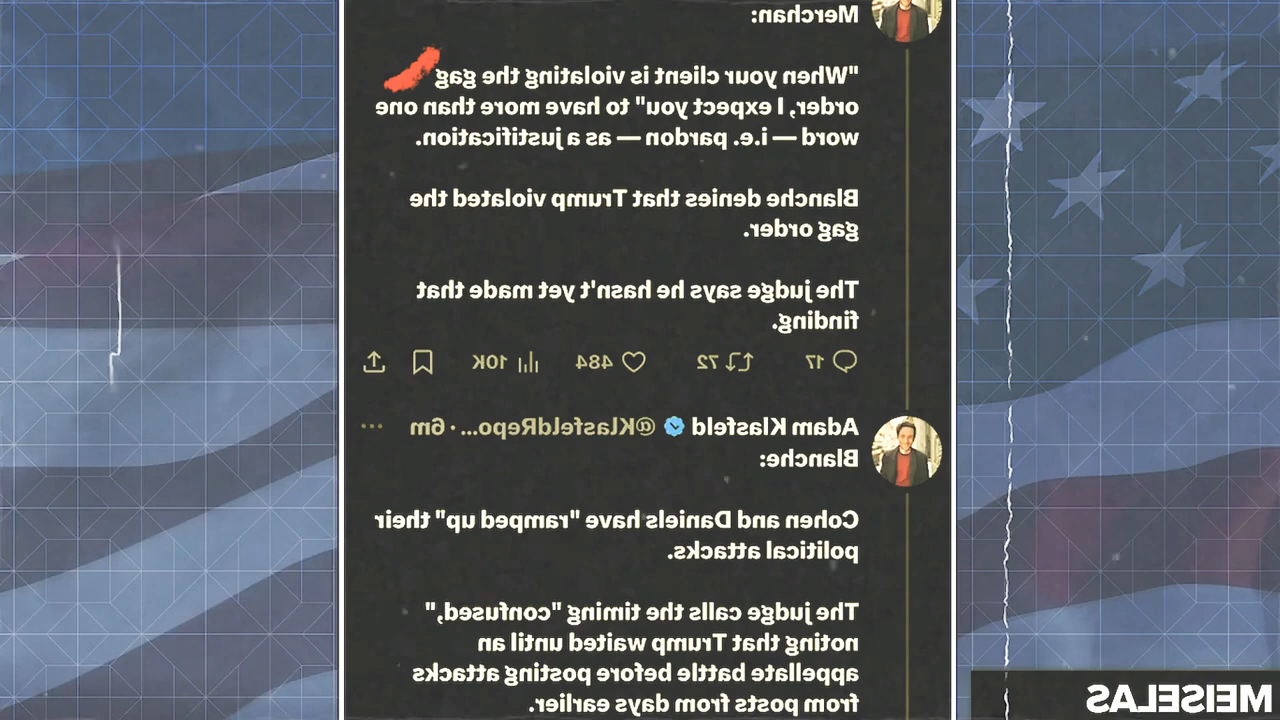 Merchan:
"When your client is violating the gag
order, I expect you" to have more than one
word — i.e. pardon — as a justification.
Blanche denies that Trump violated the
gag order.
The judge says he hasn't yet made that
finding.
17 72 484 10K
Adam Klasfeld @KlasfeldRepo... · 6m ...
Blanche:
Cohen and Daniels have "ramped up" their
political attacks.
The judge calls the timing "confused,"
noting that Trump waited until an
appellate battle before posting attacks
from posts from days earlier.
MEISELAS